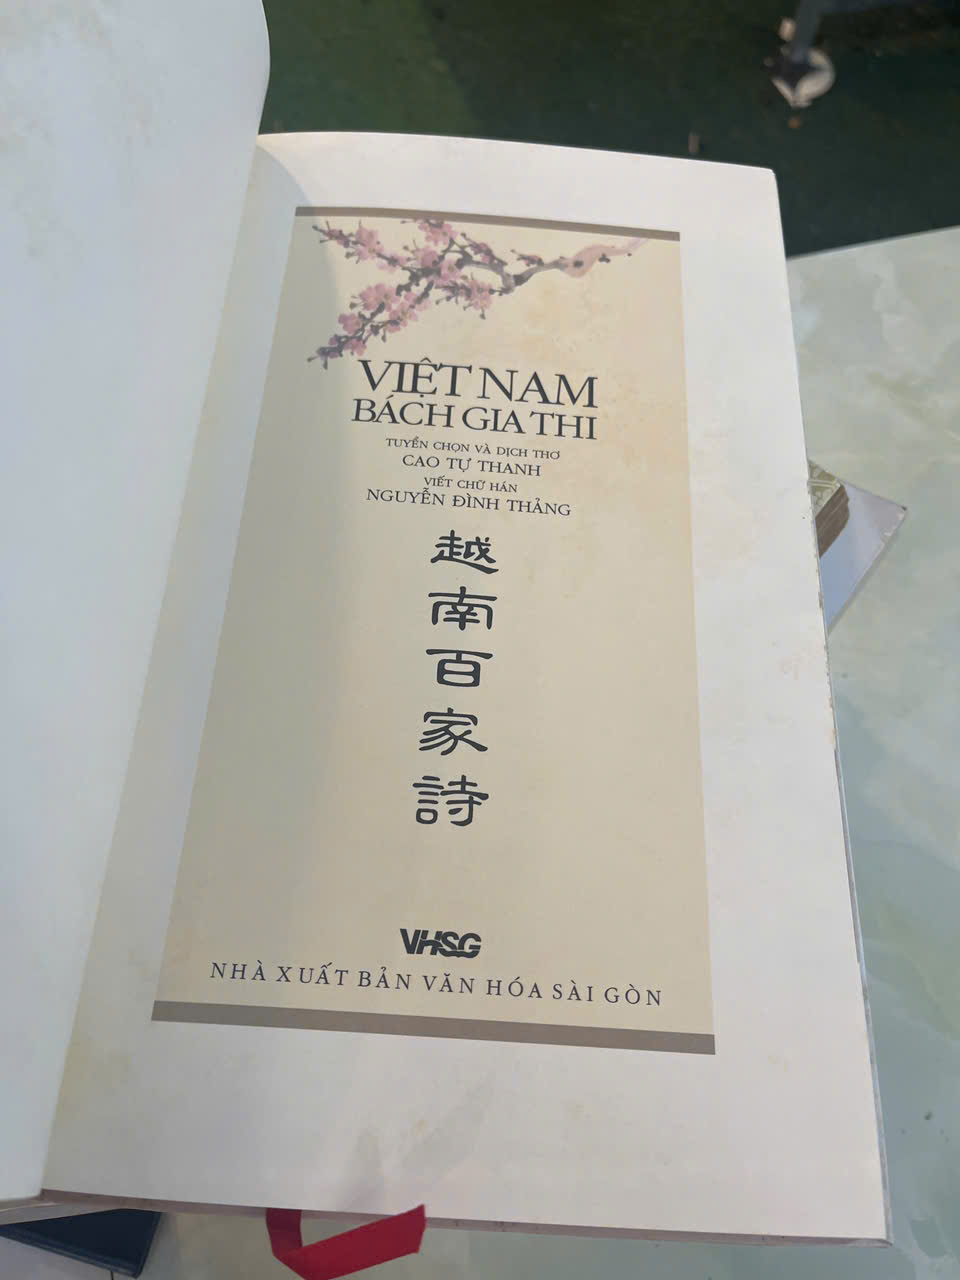 VIỆT NAM
BÁCH GIA THI
TUYỂN CHỌN VÀ DỊCH THƠ
CAO TỰ THANH
VIẾT CHỮ HÁN
NGUYỄN ĐÌNH THẢNG
越
南
百
家
詩
VHSG
NHÀ XUẤT BẢN VĂN HÓA SÀI GÒN